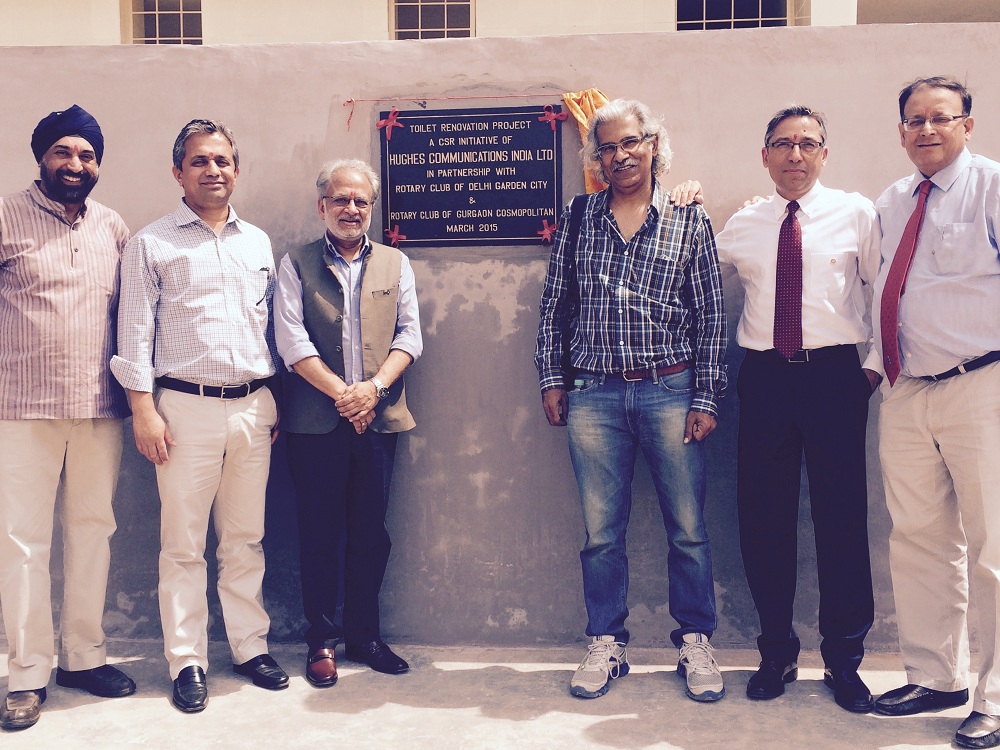 TOILET RENOVATION PROJECT
A CSR INITIATIVE OF
HUGHES COMMUNICATIONS INDIA LTD
IN PARTNERSHIP WITH
ROTARY CLUB OF DELHI GARDEN CITY
&
ROTARY CLUB OF GURGAON COSMOPOLITAN
MARCH 2015